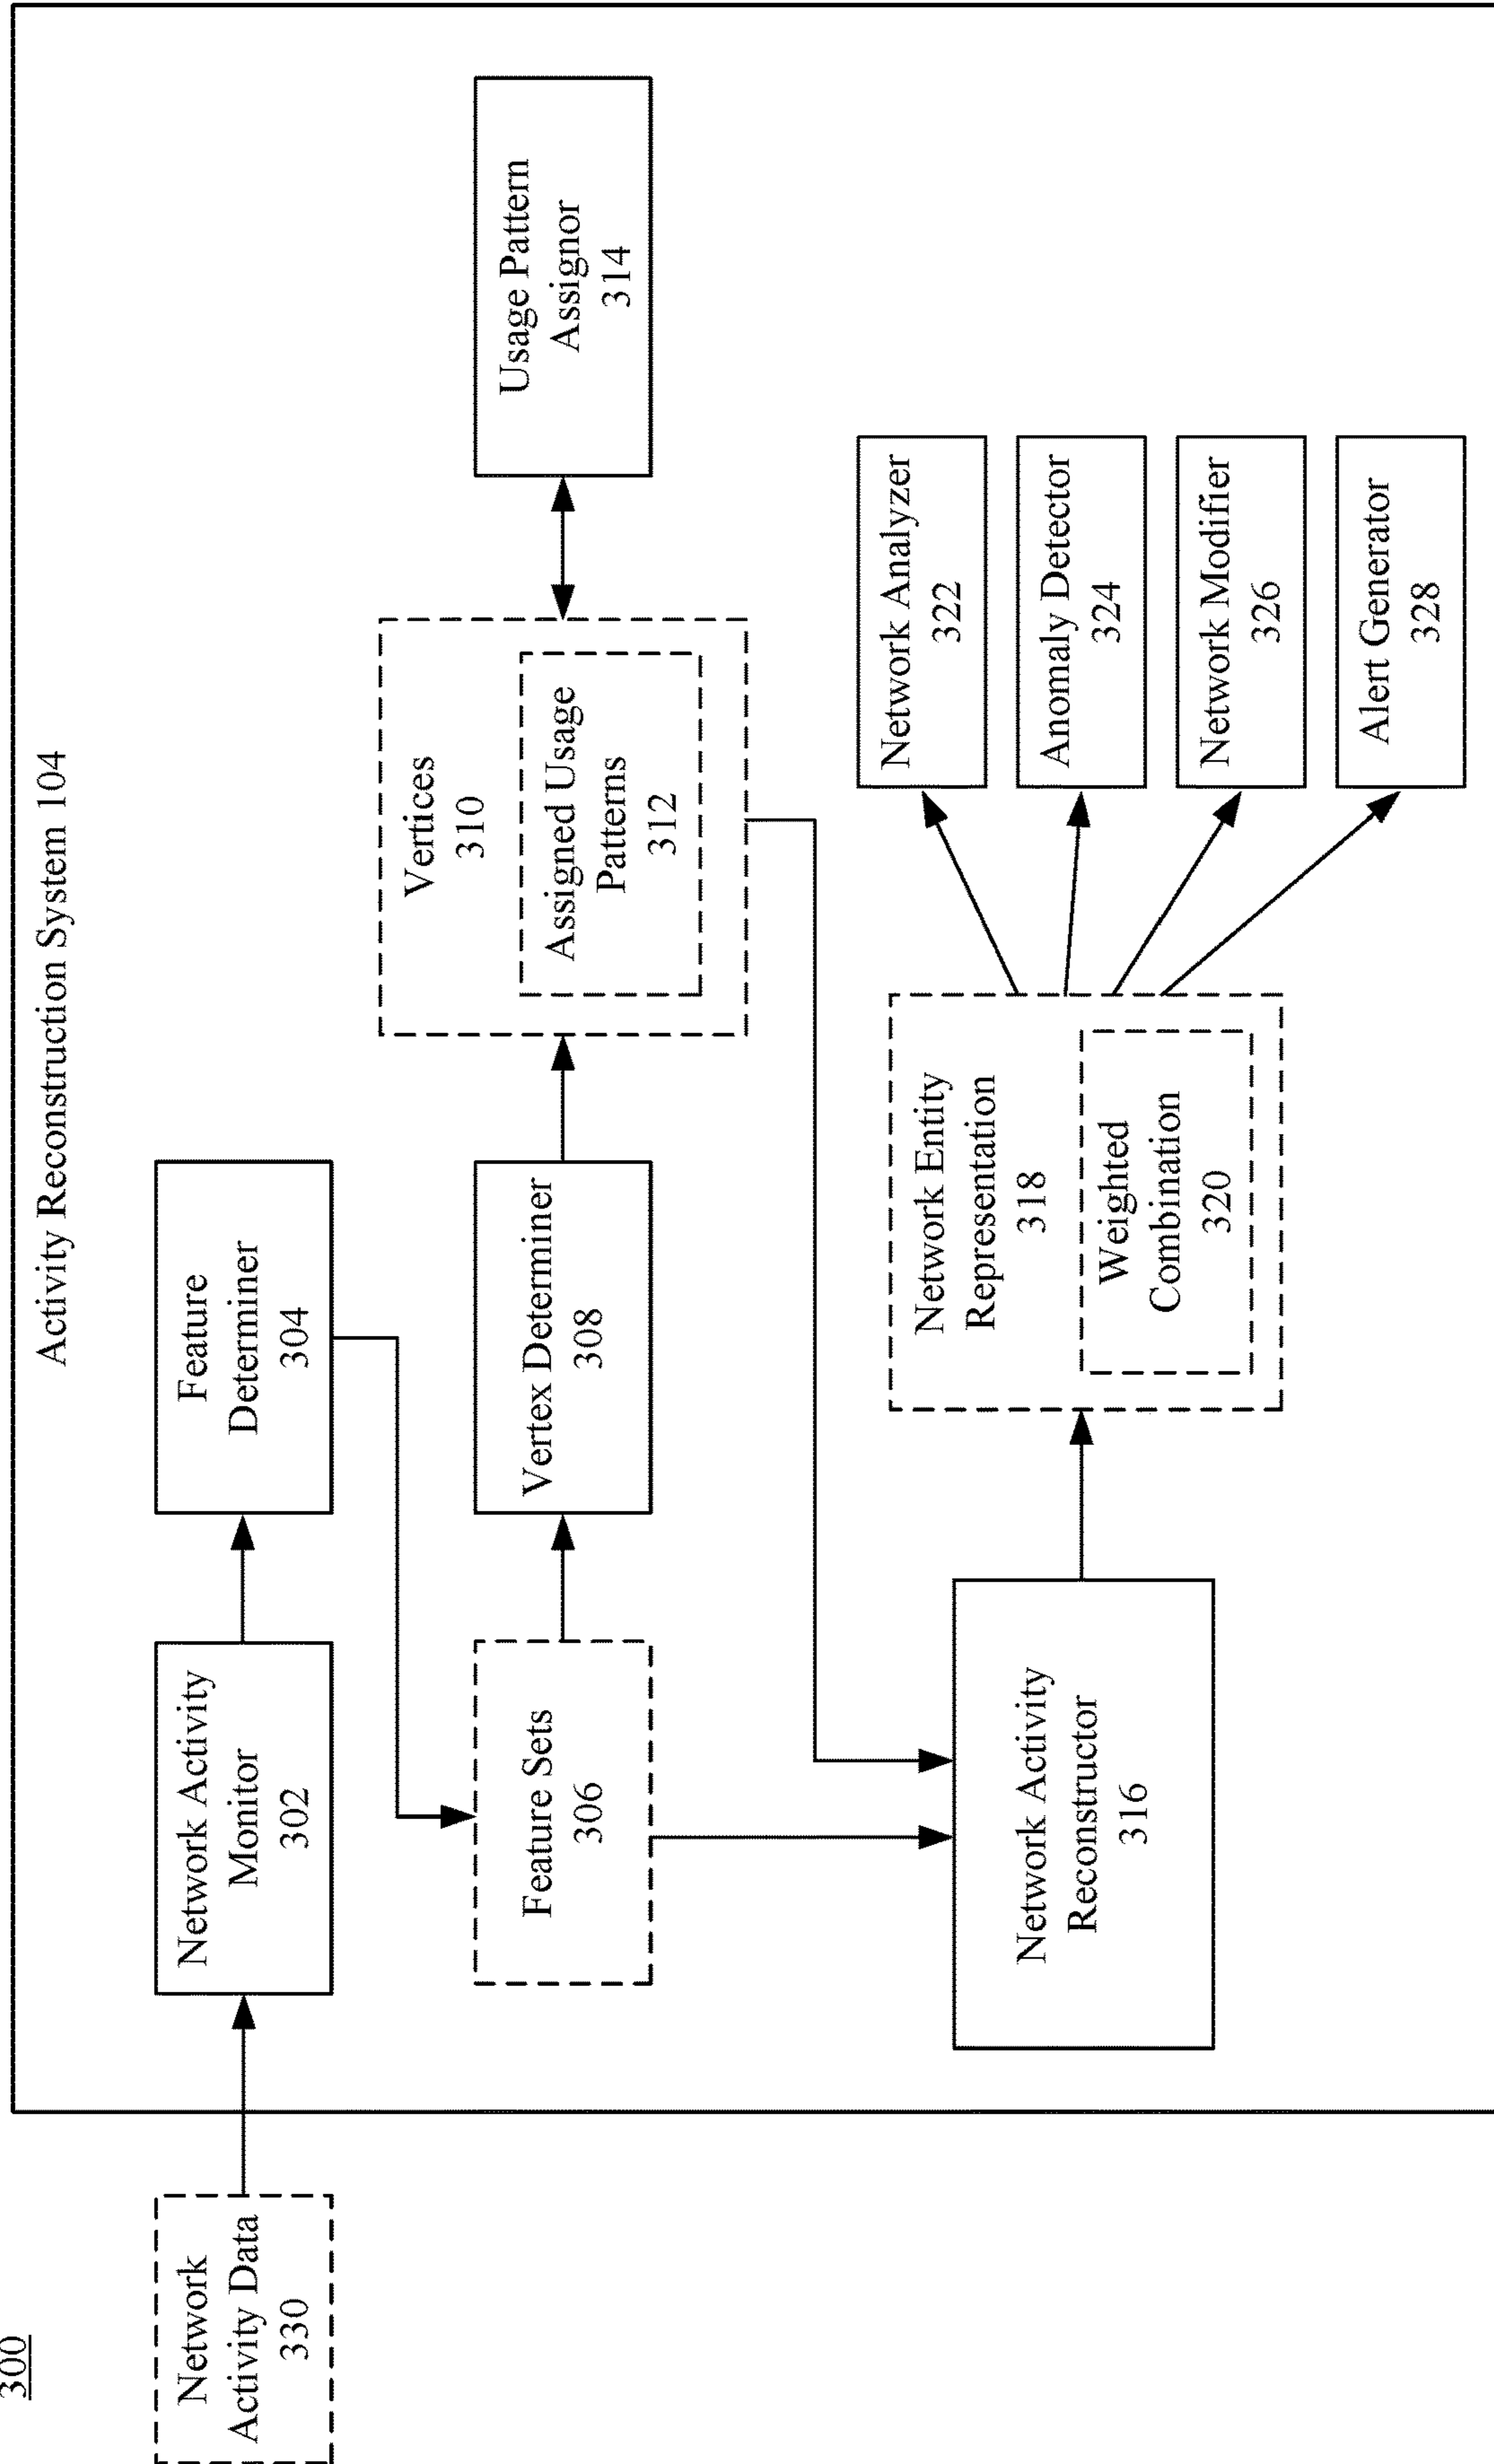 300
Activity Reconstruction System 104
Network
Activity Data
330
Network Activity
Monitor
302
Feature
Determiner
304
Feature Sets
306
Vertex Determiner
308
Vertices
310
Assigned Usage
Patterns
312
Usage Pattern
Assignor
314
Network Activity
Reconstructor
316
Network Entity
Representation
318
Weighted
Combination
320
Network Analyzer
322
Anomaly Detector
324
Network Modifier
326
Alert Generator
328